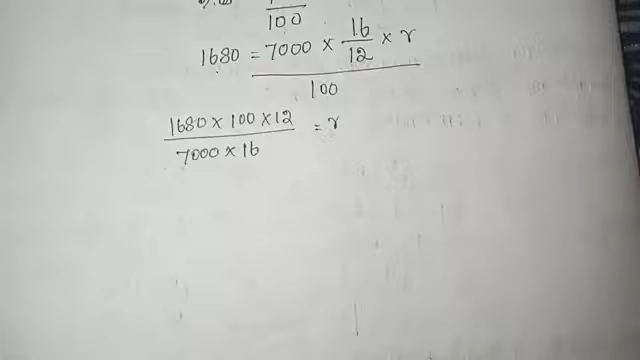 100
1680 = 7000 × 16/12 × r
100
1680 × 100 × 12 = r
7000 × 16